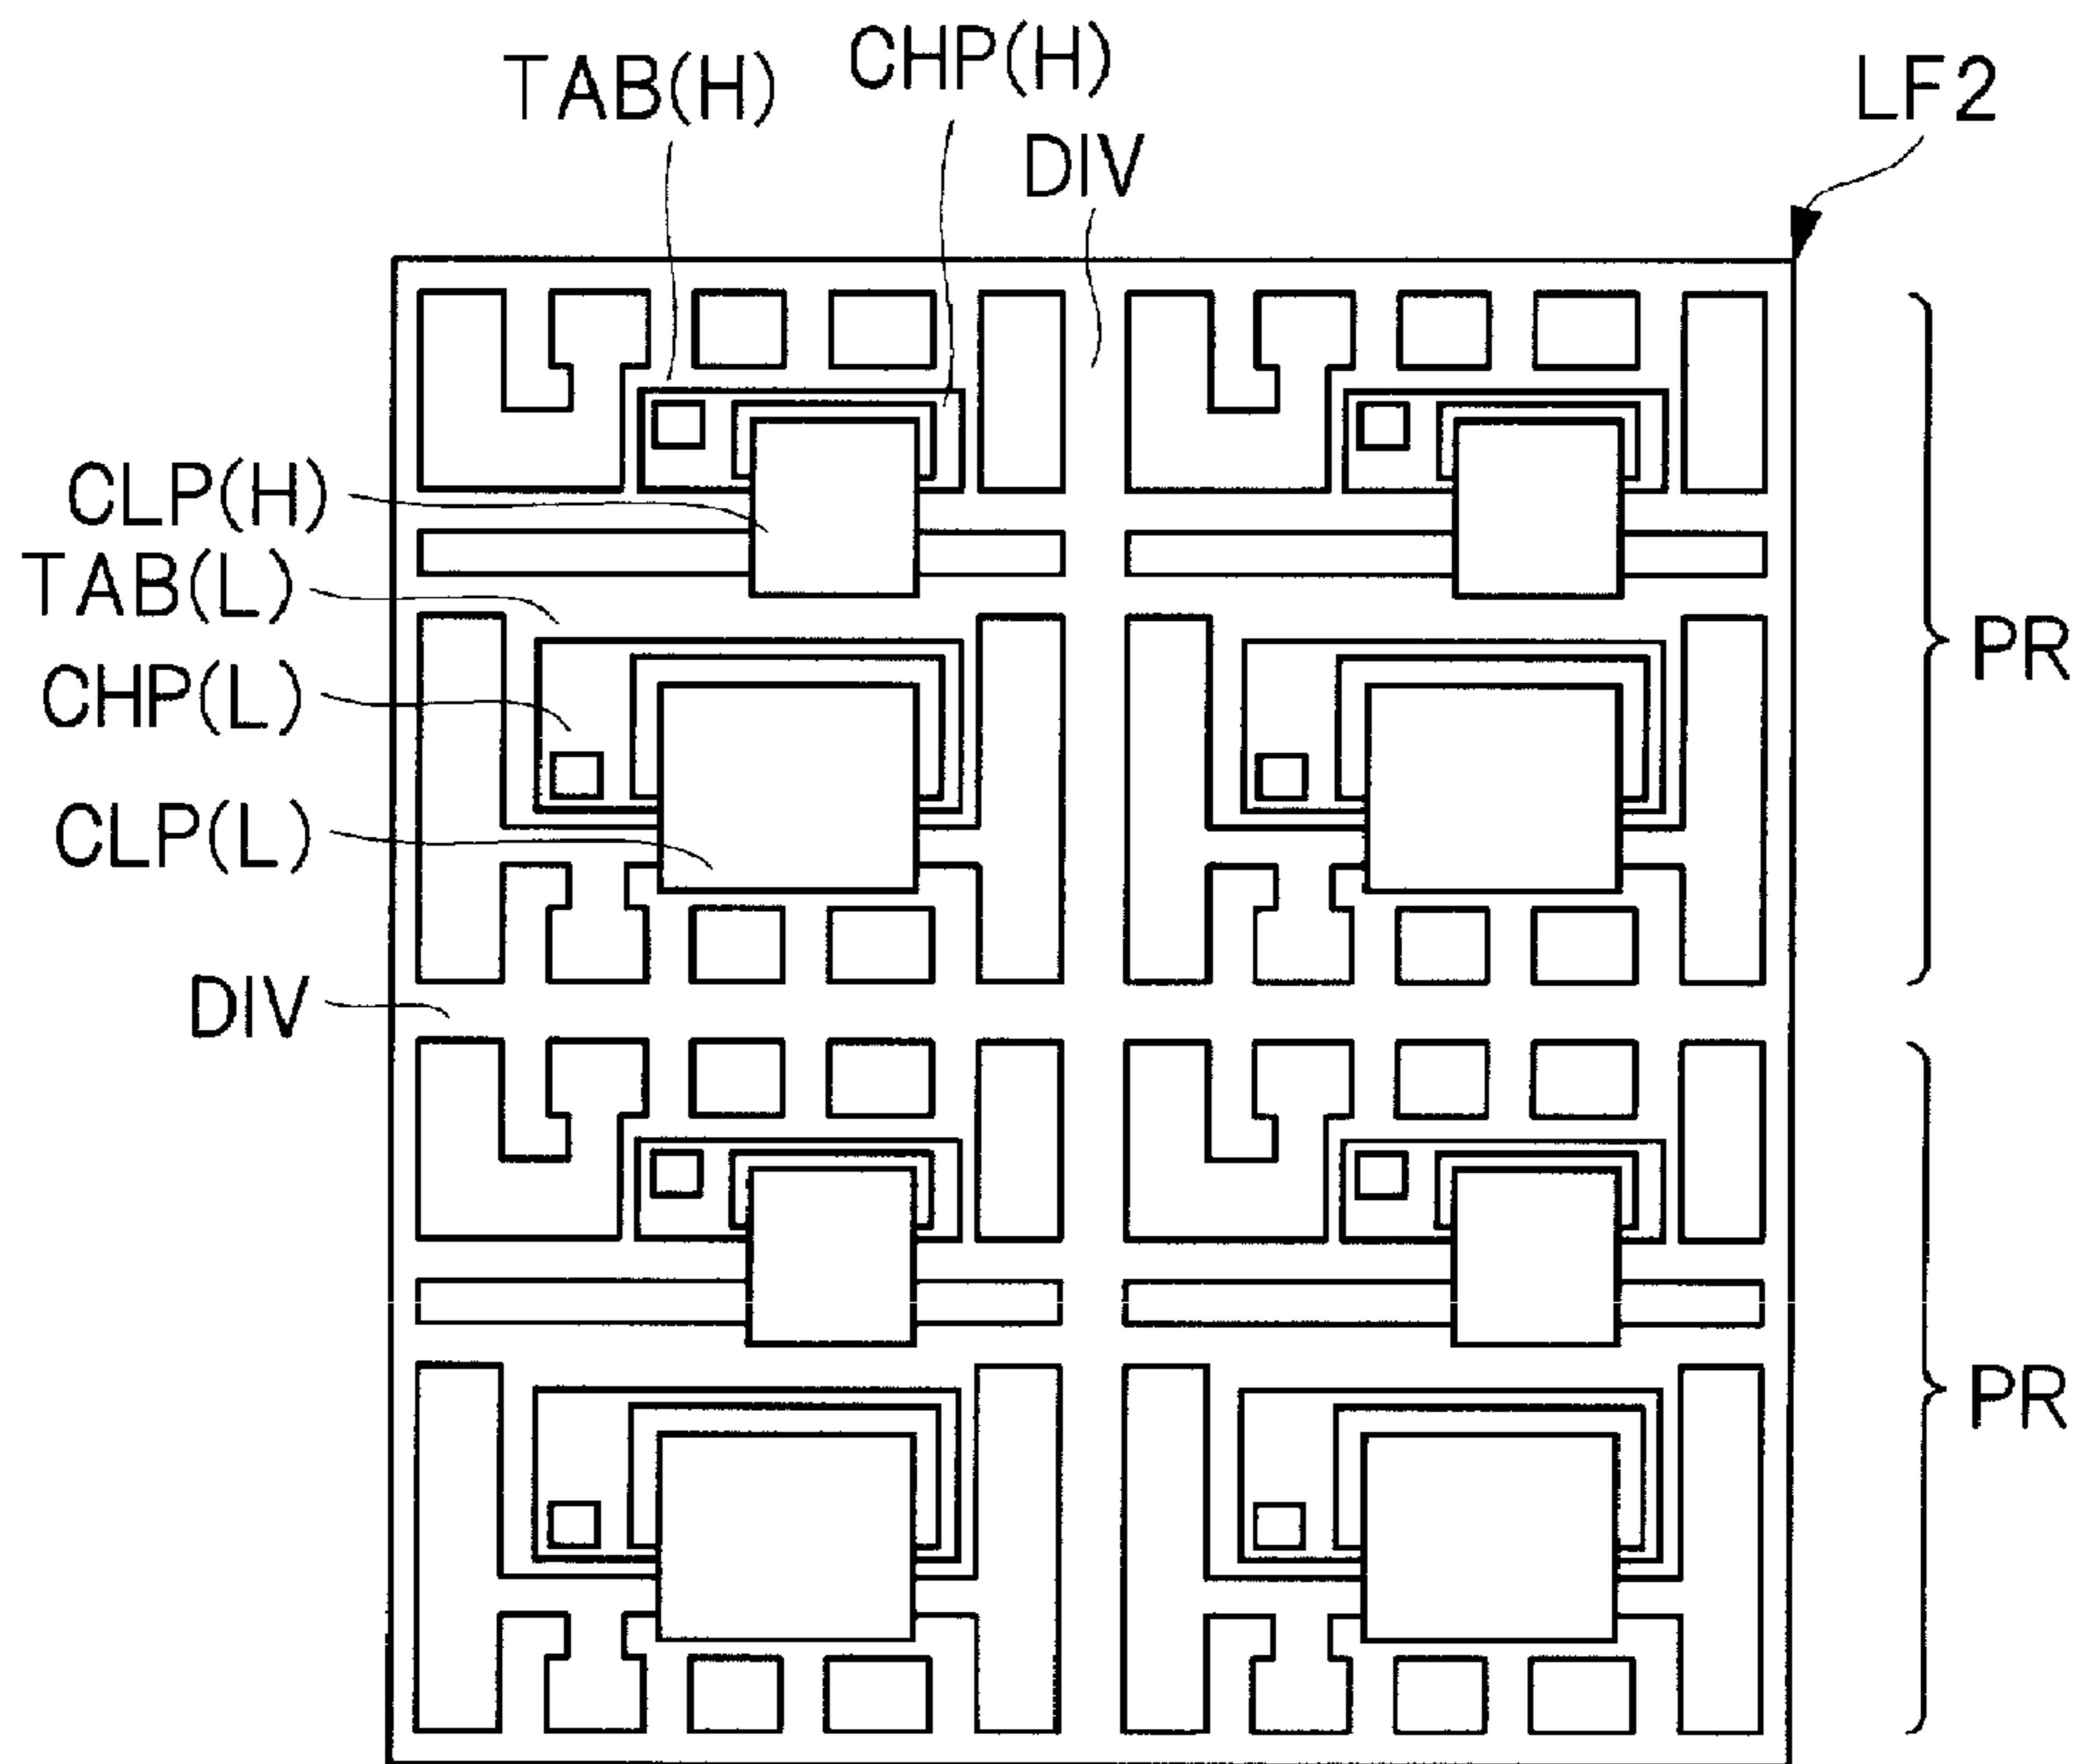 CHP(H)
TAB(H)
LF2
DIV
CLP(H)
TAB(L)
PR
CHP(L)
CLP(L)
DIV
PR